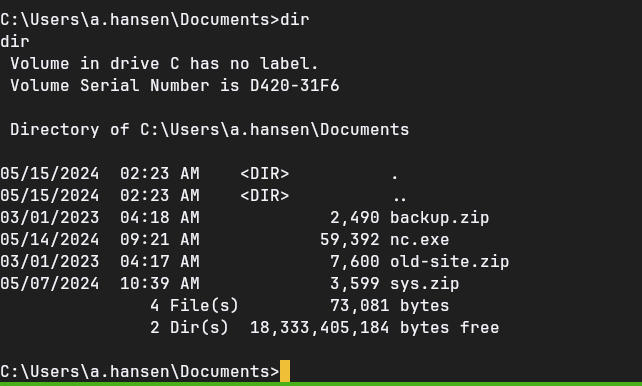 C:\Users\a.hansen\Documents>dir
dir
 Volume in drive C has no label.
 Volume Serial Number is D420-31F6

 Directory of C:\Users\a.hansen\Documents

05/15/2024  02:23 AM    <DIR>          .
05/15/2024  02:23 AM    <DIR>          ..
03/01/2023  04:18 AM             2,490 backup.zip
05/14/2024  09:21 AM            59,392 nc.exe
03/01/2023  04:17 AM             7,600 old-site.zip
05/07/2024  10:39 AM             3,599 sys.zip
               4 File(s)         73,081 bytes
               2 Dir(s)  18,333,405,184 bytes free

C:\Users\a.hansen\Documents>